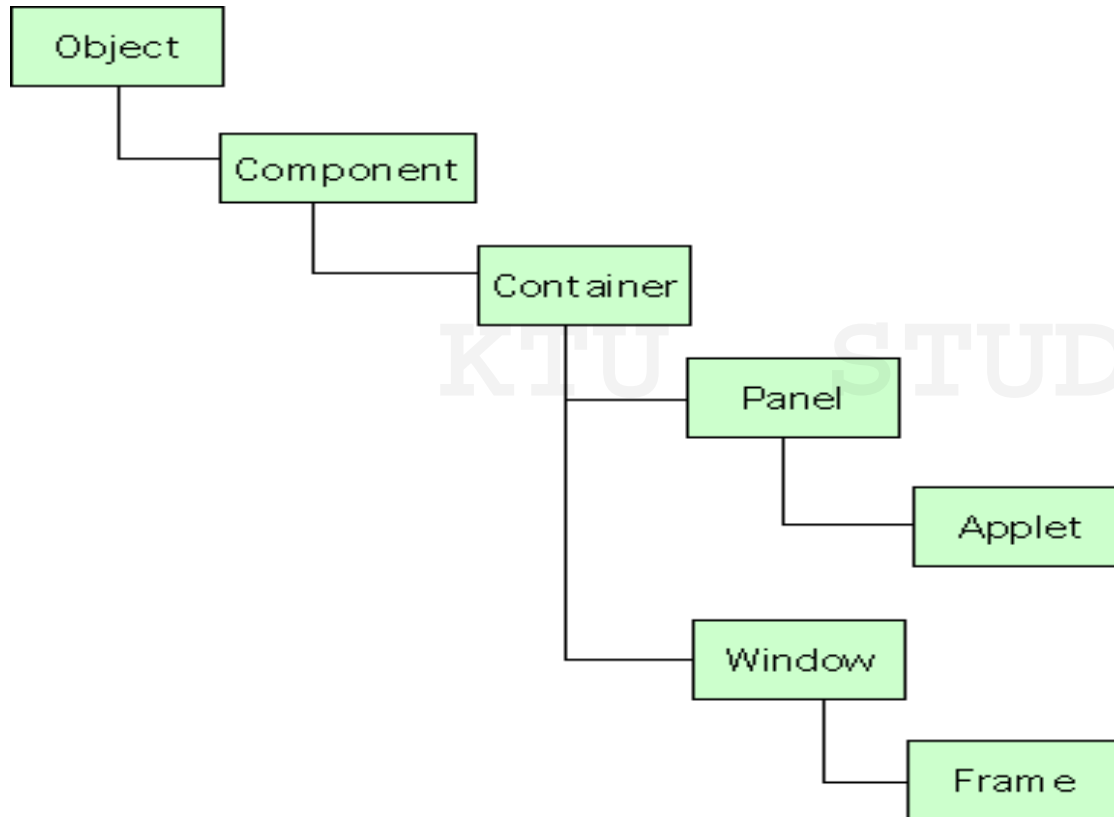 Object
Component
Container
KTU STUD
Panel
Applet
Window
Frame